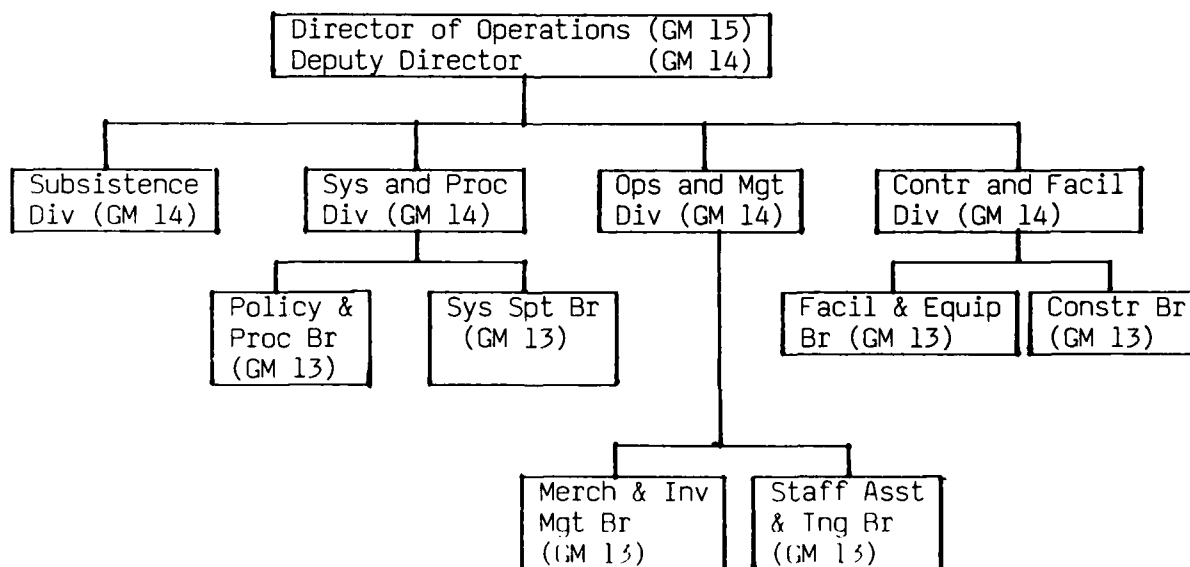 Director of Operations (GM 15)
Deputy Director (GM 14)
Subsistence
Div (GM 14)
Sys and Proc
Div (GM 14)
Ops and Mgt
Div (GM 14)
Contr and Facil
Div (GM 14)
Policy &
Proc Br
(GM 13)
Sys Spt Br
(GM 13)
Facil & Equip
Br (GM 13)
Constr Br
(GM 13)
Merch & Inv
Mgt Br
(GM 13)
Staff Asst
& Tng Br
(GM 13)